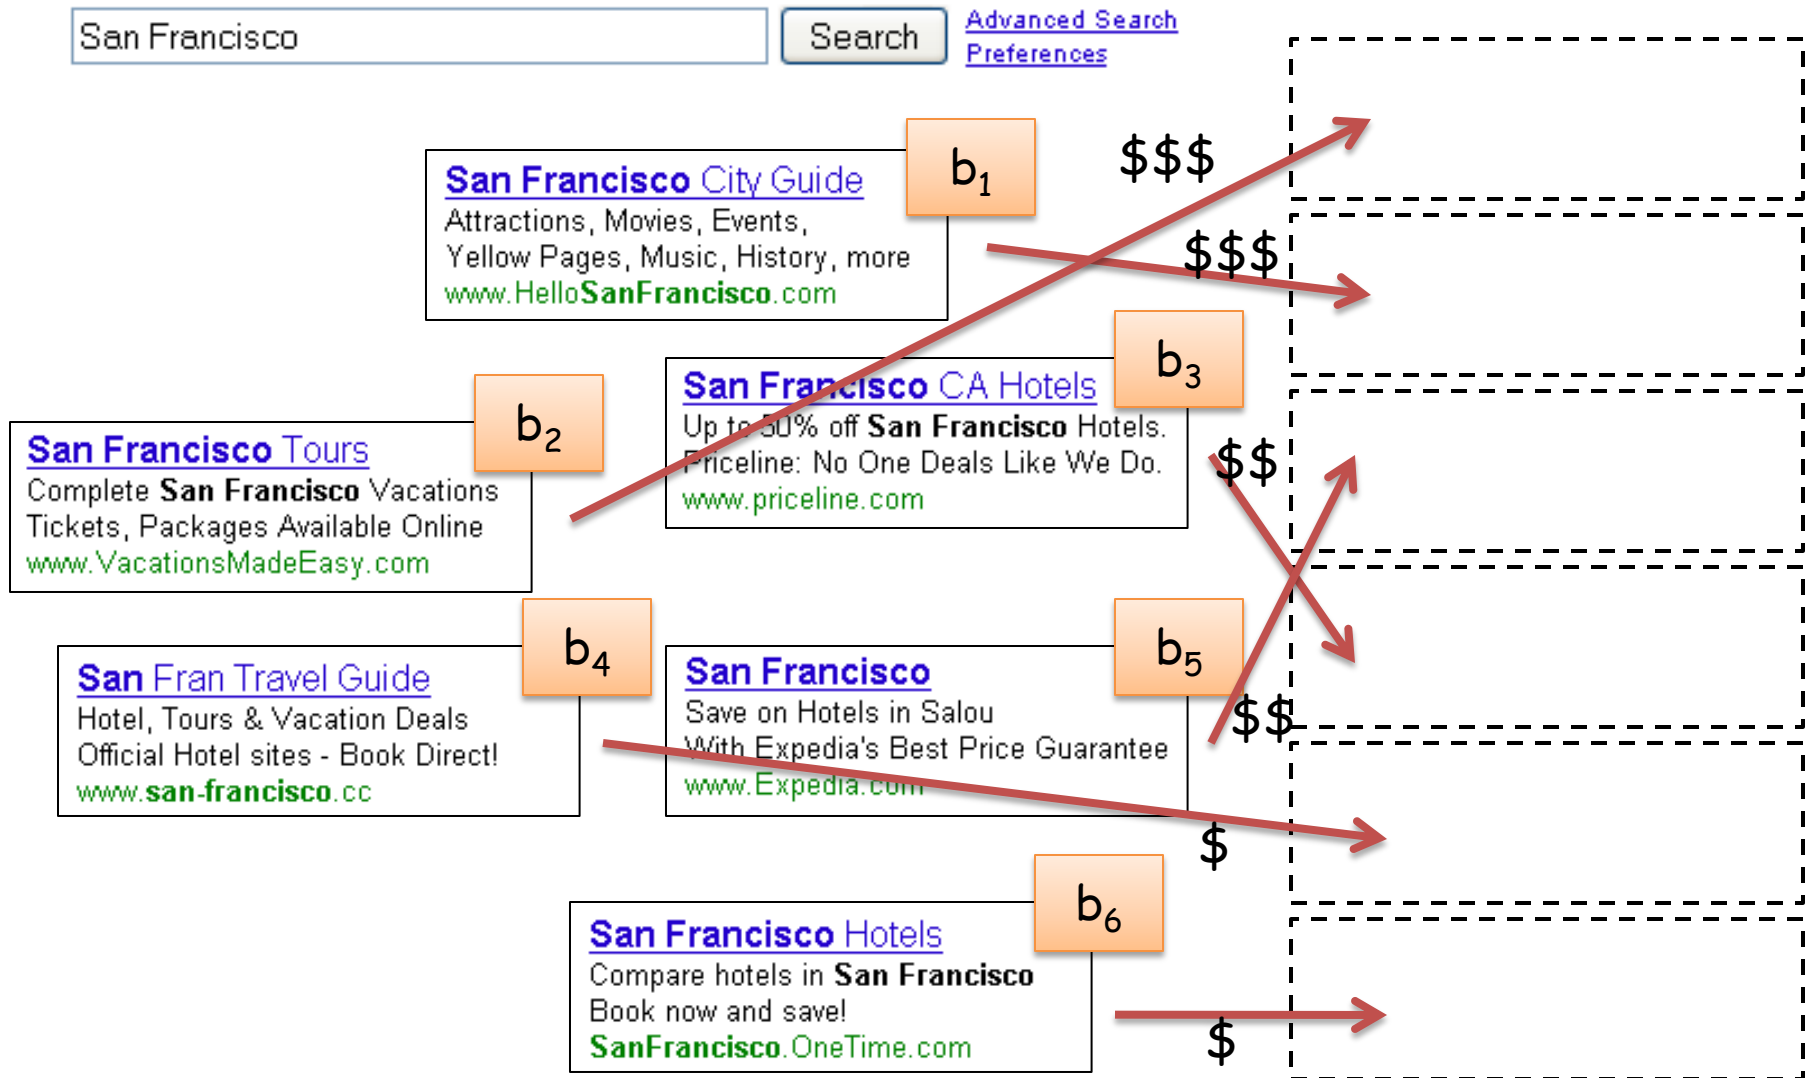 San Francisco
Search
Advanced Search
Preferences
b1
San Francisco City Guide
Attractions, Movies, Events,
Yellow Pages, Music, History, more
www.HelloSanFrancisco.com
$$$
$$$
b2
San Francisco Tours
Complete San Francisco Vacations
Tickets, Packages Available Online
www.VacationsMadeEasy.com
b3
San Francisco CA Hotels
Up to 50% off San Francisco Hotels.
Priceline: No One Deals Like We Do.
www.priceline.com
$$
b4
San Fran Travel Guide
Hotel, Tours & Vacation Deals
Official Hotel sites - Book Direct!
www.san-francisco.cc
b5
San Francisco
Save on Hotels in Salou
With Expedia's Best Price Guarantee
www.Expedia.com
$$
$
b6
San Francisco Hotels
Compare hotels in San Francisco
Book now and save!
SanFrancisco.OneTime.com
$